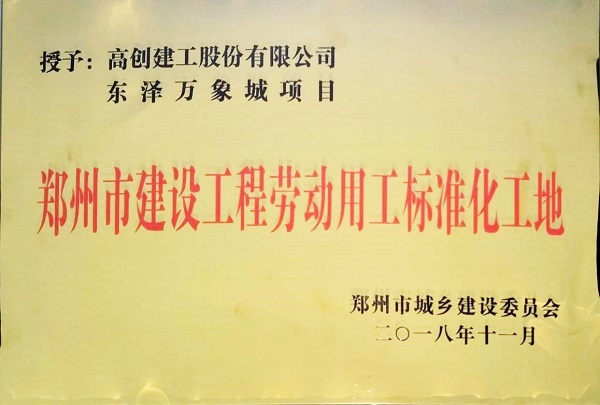 授予：高创建工股份有限公司
东泽万象城项目
郑州市建设工程劳动用工标准化工地
郑州市城乡建设委员会
二〇一八年十一月